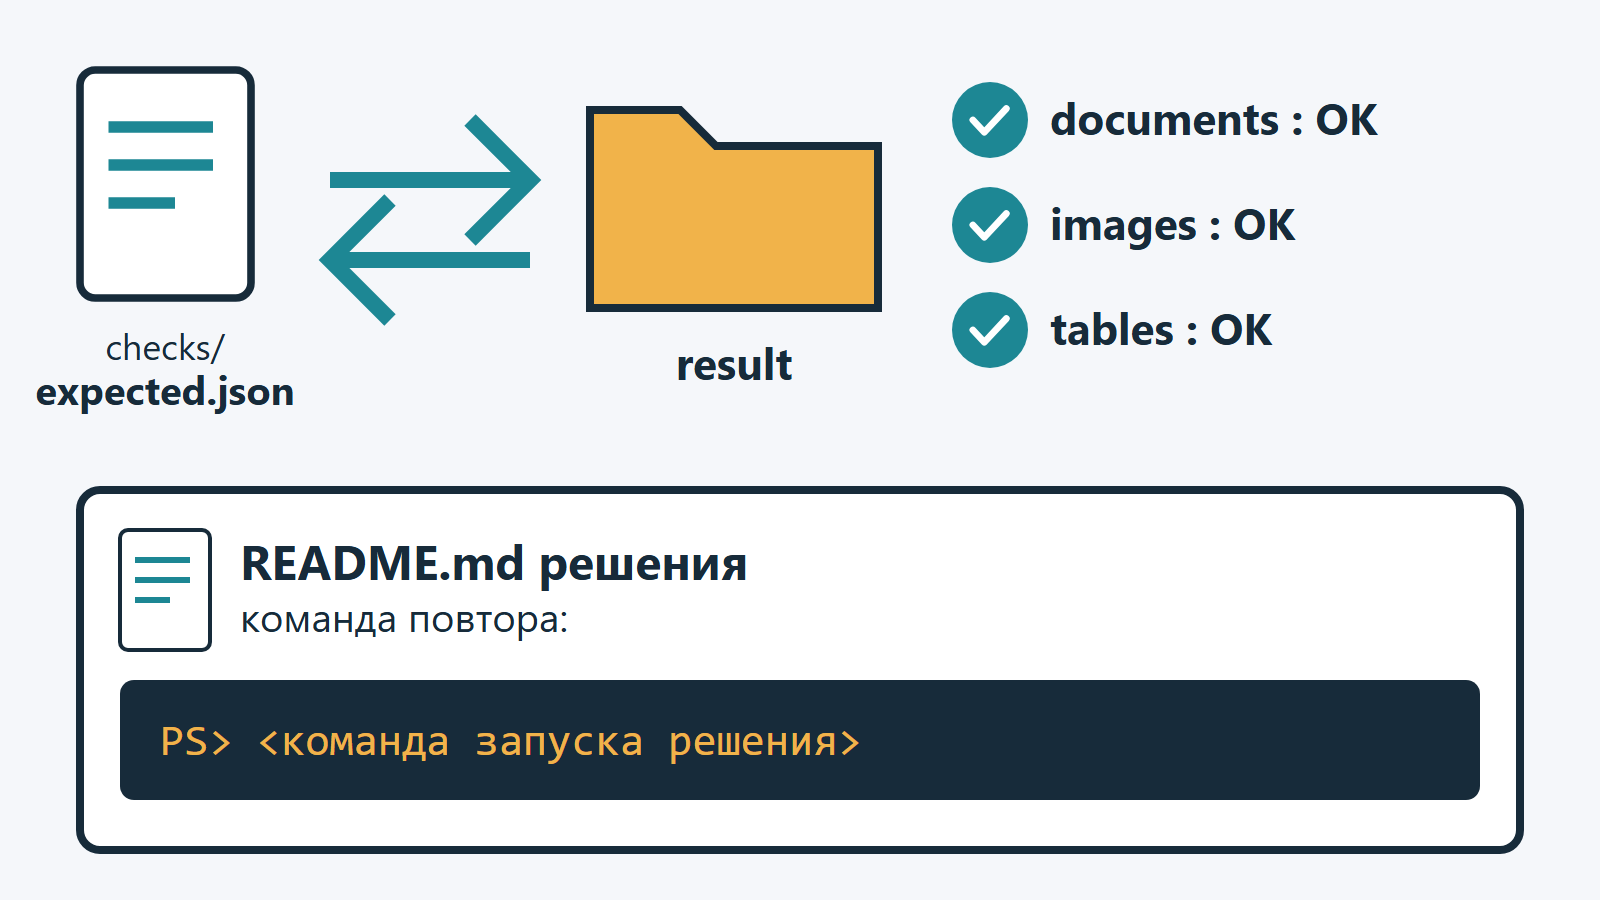 checks/
expected.json
result
documents : OK
images : OK
tables : OK
README.md решения
команда повтора:
PS> <команда запуска решения>